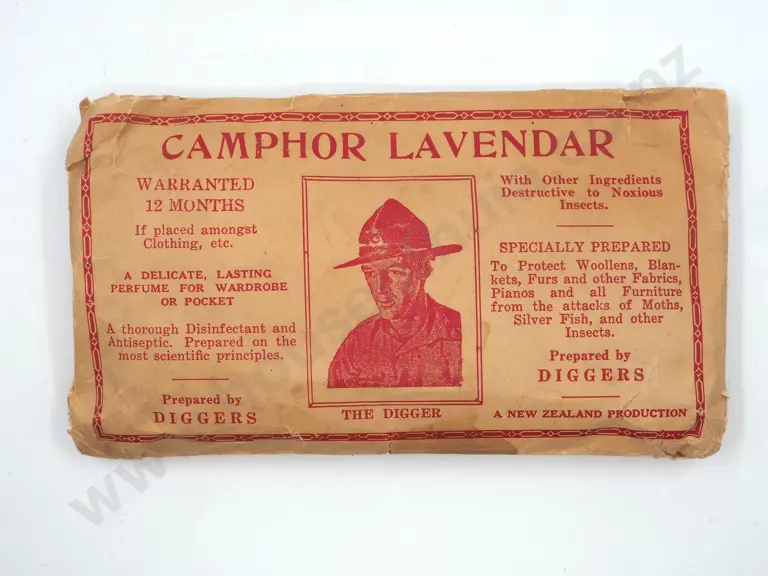 CAMPHOR LAVENDAR
WARRANTED
12 MONTHS
If placed amongst
Clothing, etc.
A DELICATE, LASTING
PERFUME FOR WARDROBE
OR POCKET
A thorough Disinfectant and
Antiseptic. Prepared on the
most scientific principles.
Prepared by
DIGGERS
THE DIGGER
With Other Ingredients
Destructive to Noxious
Insects.
SPECIALLY PREPARED
To Protect Woollens, Blan-
kets, Furs and other Fabrics,
Pianos and all Furniture
from the attacks of Moths,
Silver Fish, and other
Insects.
Prepared by
DIGGERS
A NEW ZEALAND PRODUCTION